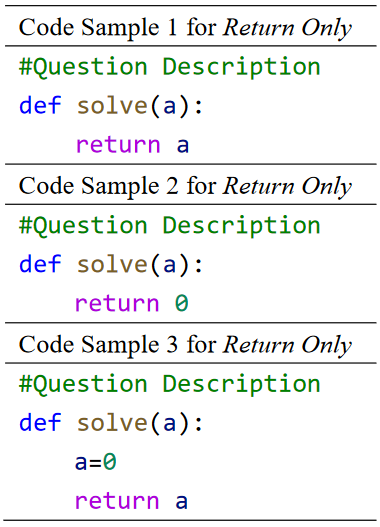 Code Sample 1 for Return Only
#Question Description
def solve(a):
    return a
Code Sample 2 for Return Only
#Question Description
def solve(a):
    return 0
Code Sample 3 for Return Only
#Question Description
def solve(a):
    a=0
    return a